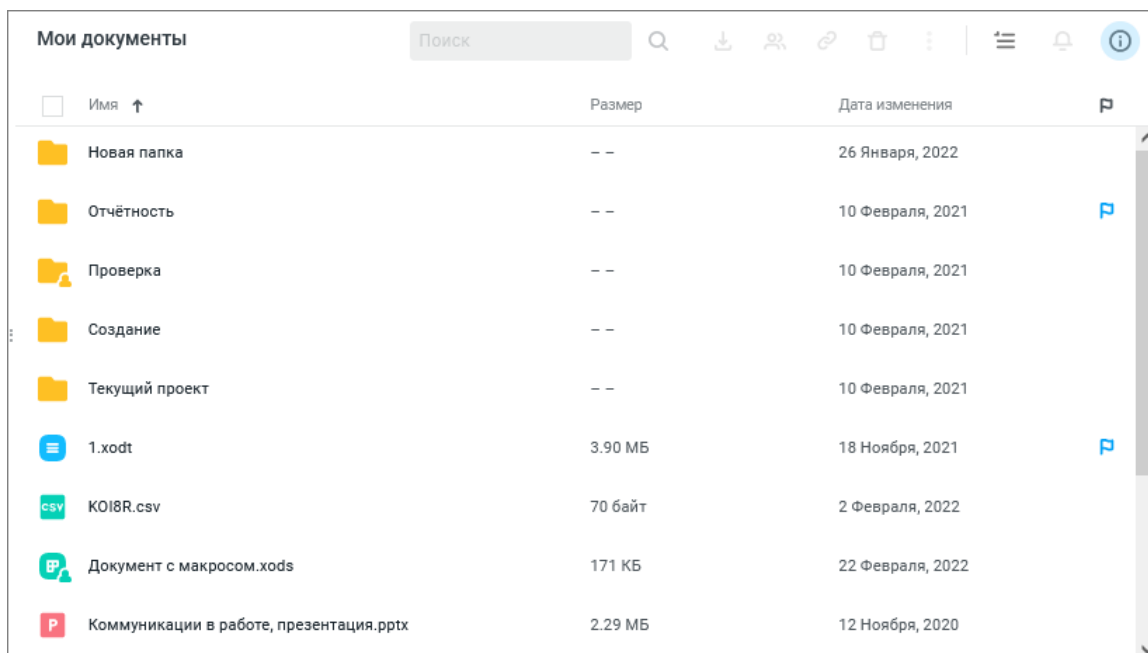 Мои документы Поиск
Имя Размер Дата изменения
Новая папка – – 26 Января, 2022
Отчётность – – 10 Февраля, 2021
Проверка – – 10 Февраля, 2021
Создание – – 10 Февраля, 2021
Текущий проект – – 10 Февраля, 2021
1.xodt 3.90 МБ 18 Ноября, 2021
csv KOI8R.csv 70 байт 2 Февраля, 2022
Документ с макросом.xods 171 КБ 22 Февраля, 2022
P Коммуникации в работе, презентация.pptx 2.29 МБ 12 Ноября, 2020